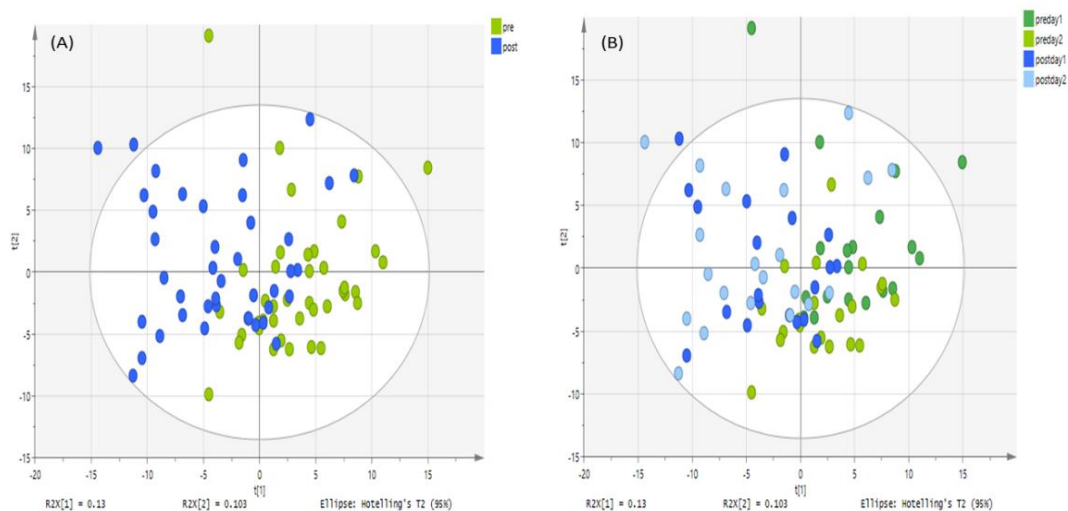 (A)
pre
post
t[2]
15
10
5
0
-5
-10
-15
-20 -15 -10 -5 0 5 10 15
t[1]
R2X[1] = 0.13 R2X[2] = 0.103 Ellipse: Hotelling's T2 (95%)
(B)
preday1
preday2
postday1
postday2
t[2]
15
10
5
0
-5
-10
-15
-20 -15 -10 -5 0 5 10 15
t[1]
R2X[1] = 0.13 R2X[2] = 0.103 Ellipse: Hotelling's T2 (95%)